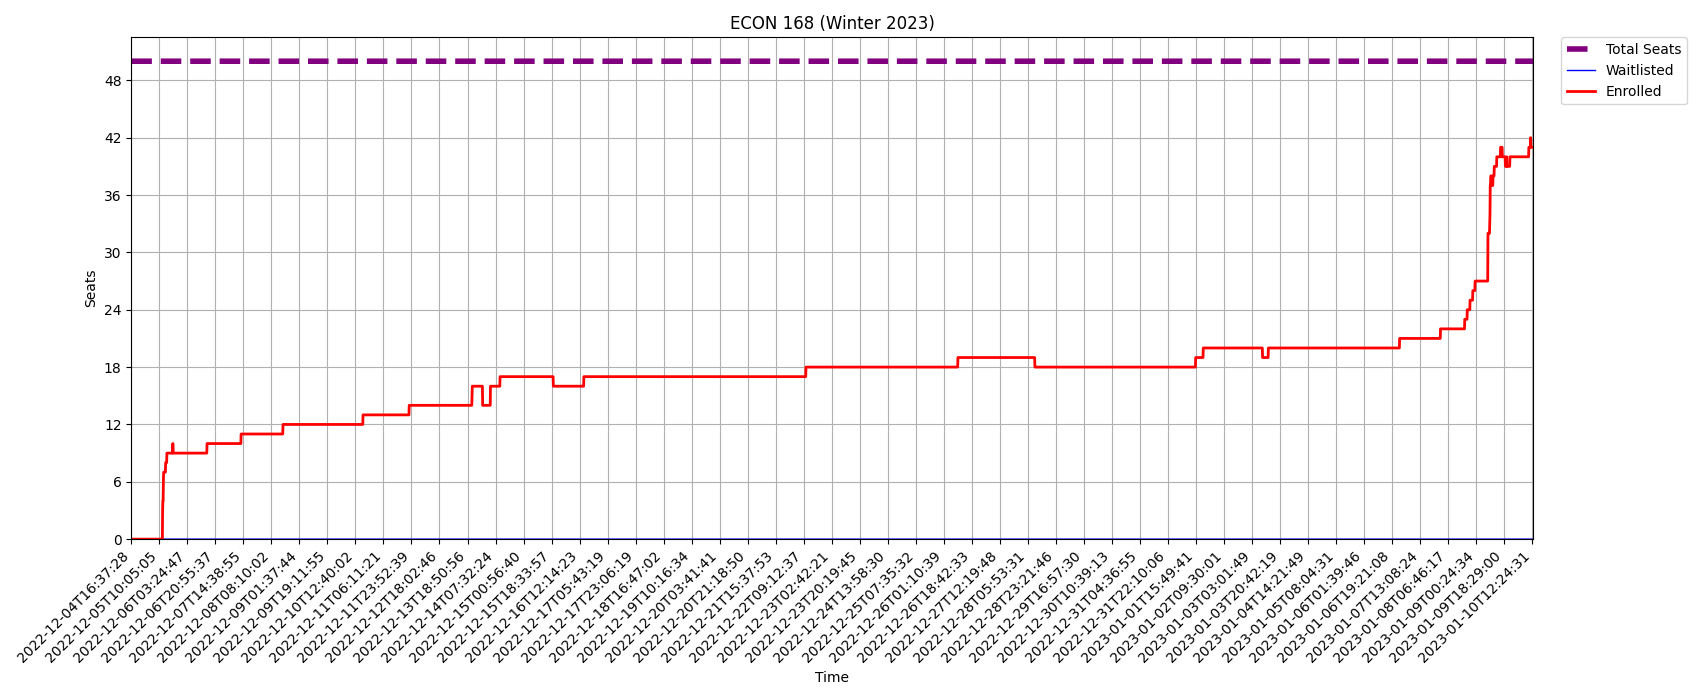 ECON 168 (Winter 2023)
Total Seats
Waitlisted
Enrolled
Seats
48
42
36
30
24
18
12
6
0
2022-12-04T16:37:28
2022-12-05T10:05:05
2022-12-06T03:24:47
2022-12-06T20:55:37
2022-12-07T14:38:55
2022-12-08T08:10:02
2022-12-09T01:37:44
2022-12-09T19:11:55
2022-12-10T12:40:02
2022-12-11T06:11:21
2022-12-11T23:52:39
2022-12-12T18:02:46
2022-12-13T18:50:56
2022-12-14T07:32:24
2022-12-15T00:56:40
2022-12-15T18:33:57
2022-12-16T12:14:23
2022-12-17T05:43:19
2022-12-17T23:06:19
2022-12-18T16:47:02
2022-12-19T10:16:34
2022-12-20T03:41:41
2022-12-20T21:18:50
2022-12-21T15:37:53
2022-12-22T09:12:37
2022-12-23T02:42:21
2022-12-23T20:19:45
2022-12-24T13:58:30
2022-12-25T07:35:32
2022-12-26T01:10:39
2022-12-26T18:42:33
2022-12-27T12:19:48
2022-12-28T05:53:31
2022-12-28T23:21:46
2022-12-29T16:57:30
2022-12-30T10:39:13
2022-12-31T04:36:55
2022-12-31T22:10:06
2023-01-01T15:49:41
2023-01-02T09:30:01
2023-01-03T03:01:49
2023-01-03T20:42:19
2023-01-04T14:21:49
2023-01-05T08:04:31
2023-01-06T01:39:46
2023-01-06T19:21:08
2023-01-07T13:08:24
2023-01-08T06:46:17
2023-01-09T00:24:34
2023-01-09T18:29:00
2023-01-10T12:24:31
Time